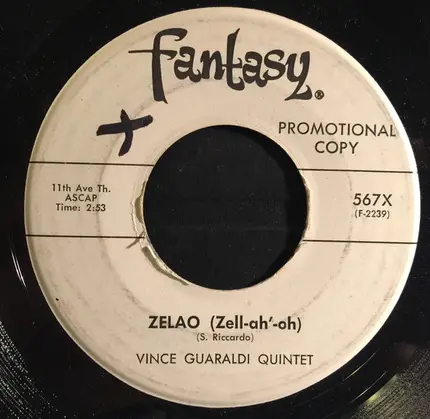 fantasy®
PROMOTIONAL
COPY
11th Ave Th.
ASCAP
Time: 2:53
567X
(F-2239)
ZELAO (Zell-ah'-oh)
(S. Riccardo)
VINCE GUARALDI QUINTET